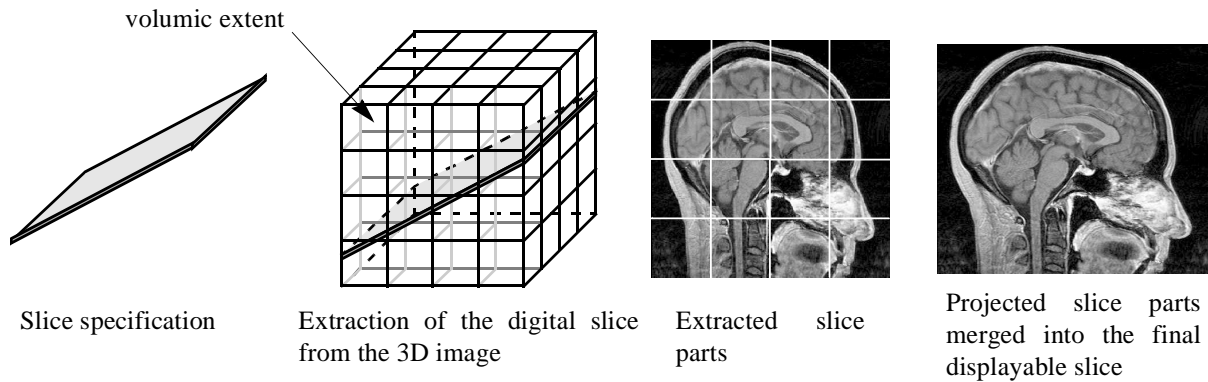 volumic extent
Slice specification
Extraction of the digital slice
from the 3D image
Extracted slice
parts
Projected slice parts
merged into the final
displayable slice